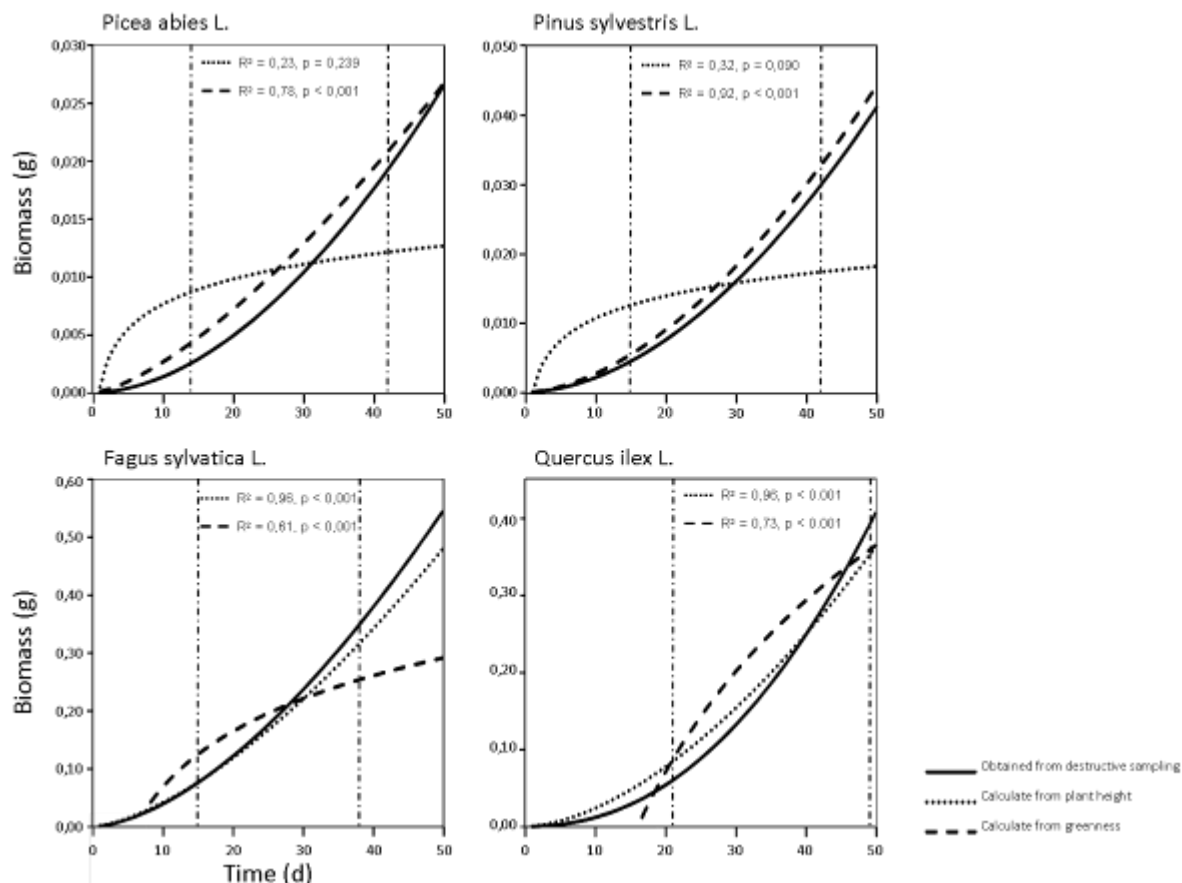 Picea abies L.
Pinus sylvestris L.
0,030
0,025
0,020
0,015
0,010
0,005
0,000
R² = 0,23, p = 0,239
R² = 0,78, p < 0,001
0 10 20 30 40 50
Biomass (g)
0,050
0,040
0,030
0,020
0,010
0,000
R² = 0,32, p = 0,090
R² = 0,92, p < 0,001
0 10 20 30 40 50
Fagus sylvatica L.
Quercus ilex L.
0,60
0,50
0,40
0,30
0,20
0,10
0,00
R² = 0,96, p < 0,001
R² = 0,61, p < 0,001
0 10 20 30 40 50
Biomass (g)
Time (d)
0,40
0,30
0,20
0,10
0,00
R² = 0,96, p < 0.001
R² = 0,73, p < 0.001
0 10 20 30 40 50
Obtained from destructive sampling
Calculate from plant height
Calculate from greenness